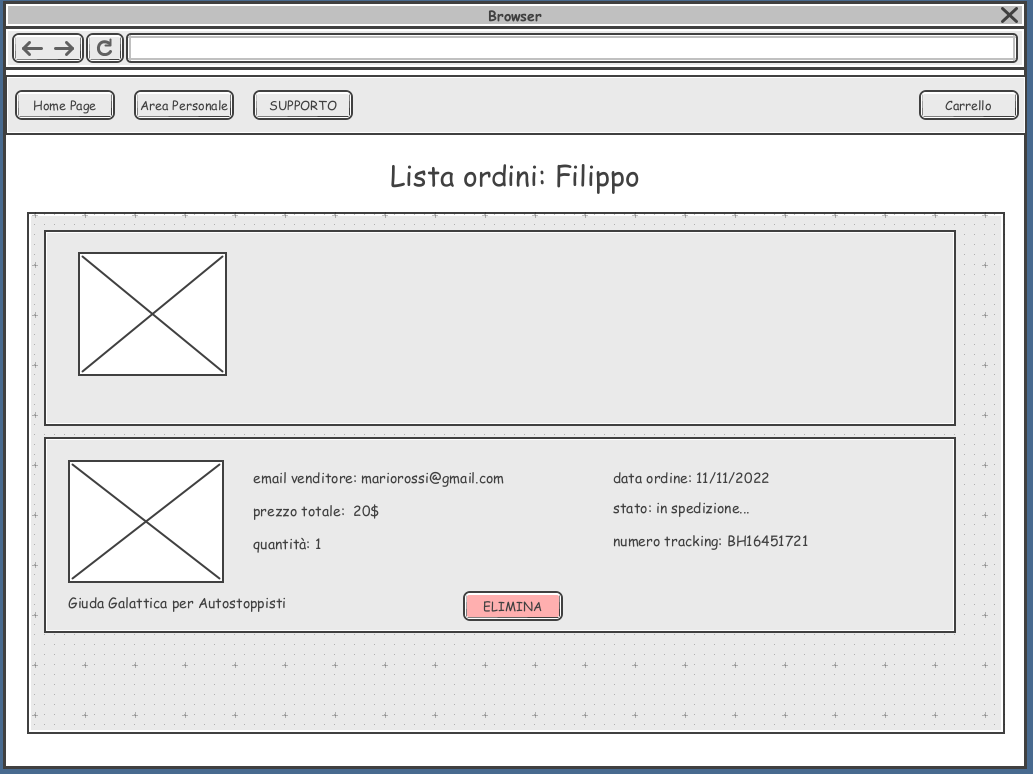 Browser
Home Page
Area Personale
SUPPORTO
Carrello
Lista ordini: Filippo
email venditore: mariorossi@gmail.com
prezzo totale: 20$
quantità: 1
data ordine: 11/11/2022
stato: in spedizione...
numero tracking: BH16451721
Giuda Galattica per Autostoppisti
ELIMINA